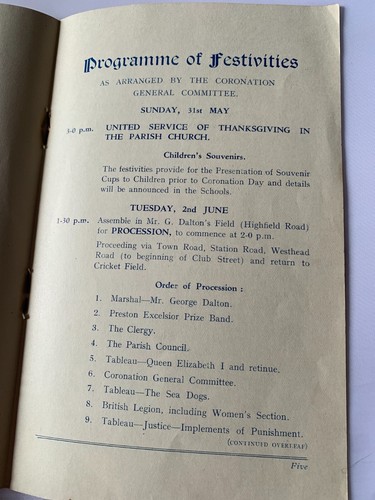 Programme of Festivities
AS ARRANGED BY THE CORONATION
GENERAL COMMITTEE.
SUNDAY, 31st MAY
3-0 p.m. UNITED SERVICE OF THANKSGIVING IN
THE PARISH CHURCH.
Children's Souvenirs.
The festivities provide for the Presentation of Souvenir
Cups to Children prior to Coronation Day and details
will be announced in the Schools.
TUESDAY, 2nd JUNE
1-30 p.m. Assemble in Mr. G. Dalton's Field (Highfield Road)
for PROCESSION, to commence at 2-0 p.m.
Proceeding via Town Road, Station Road, Westhead
Road (to beginning of Club Street) and return to
Cricket Field.
Order of Procession :
1. Marshal—Mr. George Dalton.
2. Preston Excelsior Prize Band.
3. The Clergy.
4. The Parish Council.
5. Tableau—Queen Elizabeth I and retinue.
6. Coronation General Committee.
7. Tableau—The Sea Dogs.
8. British Legion, including Women's Section.
9. Tableau—Justice—Implements of Punishment.
(CONTINUED OVERLEAF)
Five